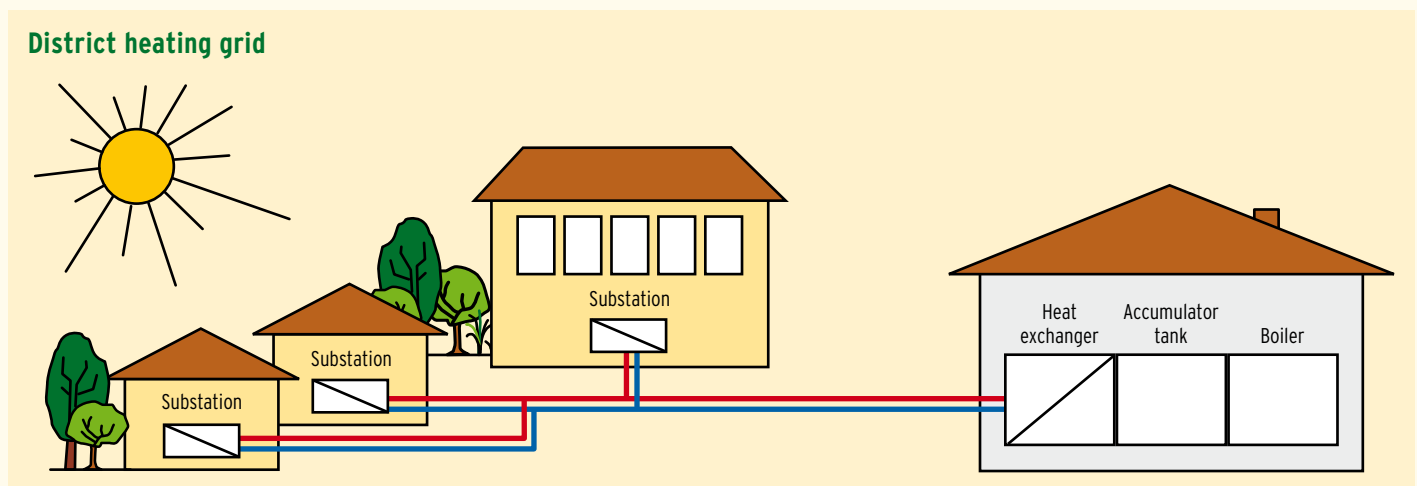 District heating grid
Substation
Substation
Substation
Heat
exchanger
Accumulator
tank
Boiler